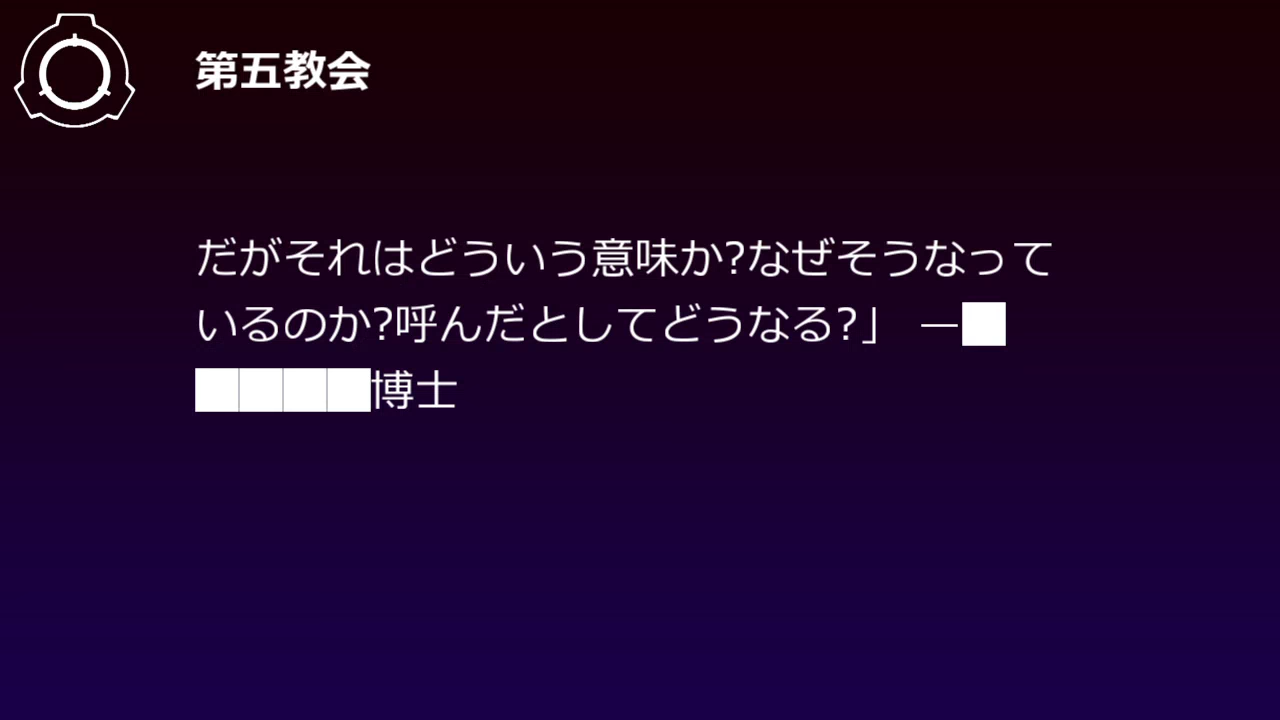 第五教会
だがそれはどういう意味か?なぜそうなって
いるのか?呼んだとしてどうなる?」 —█
████博士